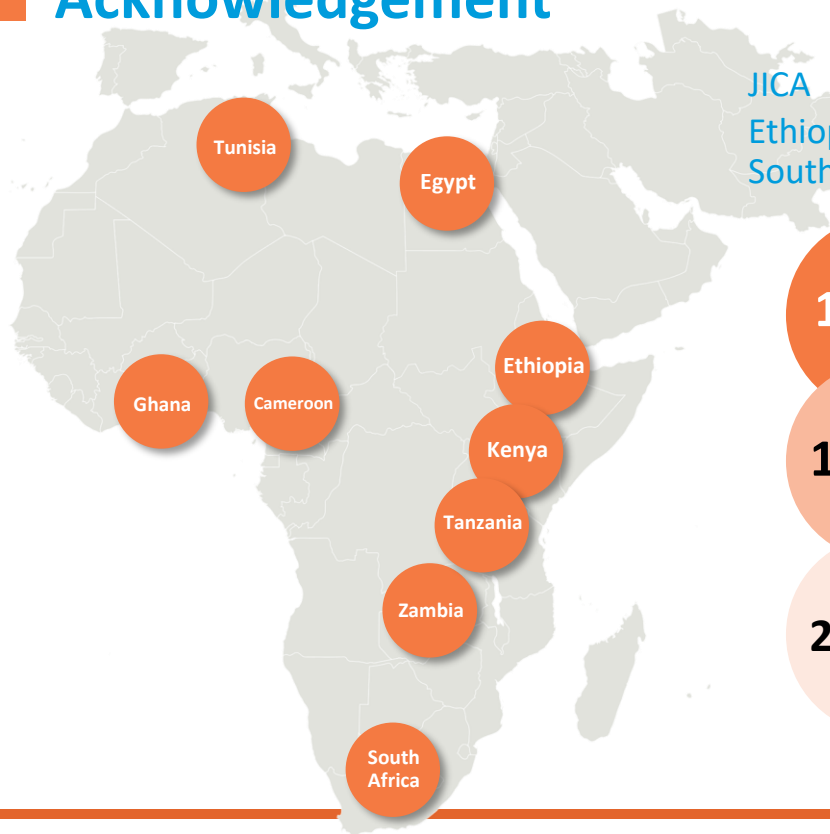 Acknowledgement
JICA
Tunisia
Egypt
Ethiopia
Ghana
Cameroon
Kenya
Tanzania
Zambia
South
Africa